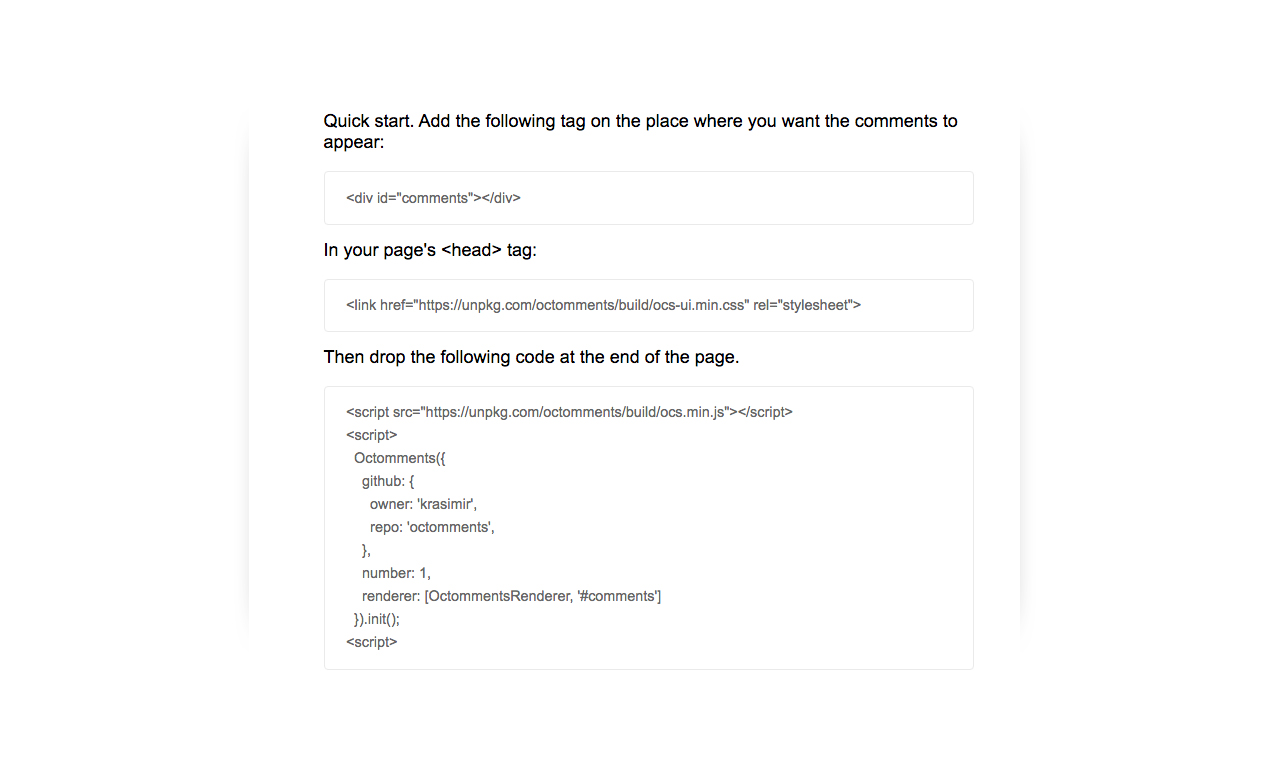 Quick start. Add the following tag on the place where you want the comments to
appear:
<div id="comments"></div>
In your page's <head> tag:
<link href="https://unpkg.com/octomments/build/ocs-ui.min.css" rel="stylesheet">
Then drop the following code at the end of the page.
<script src="https://unpkg.com/octomments/build/ocs.min.js"></script>
<script>
  Octomments({
    github: {
      owner: 'krasimir',
      repo: 'octomments',
    },
    number: 1,
    renderer: [OctommentsRenderer, '#comments']
  }).init();
<script>